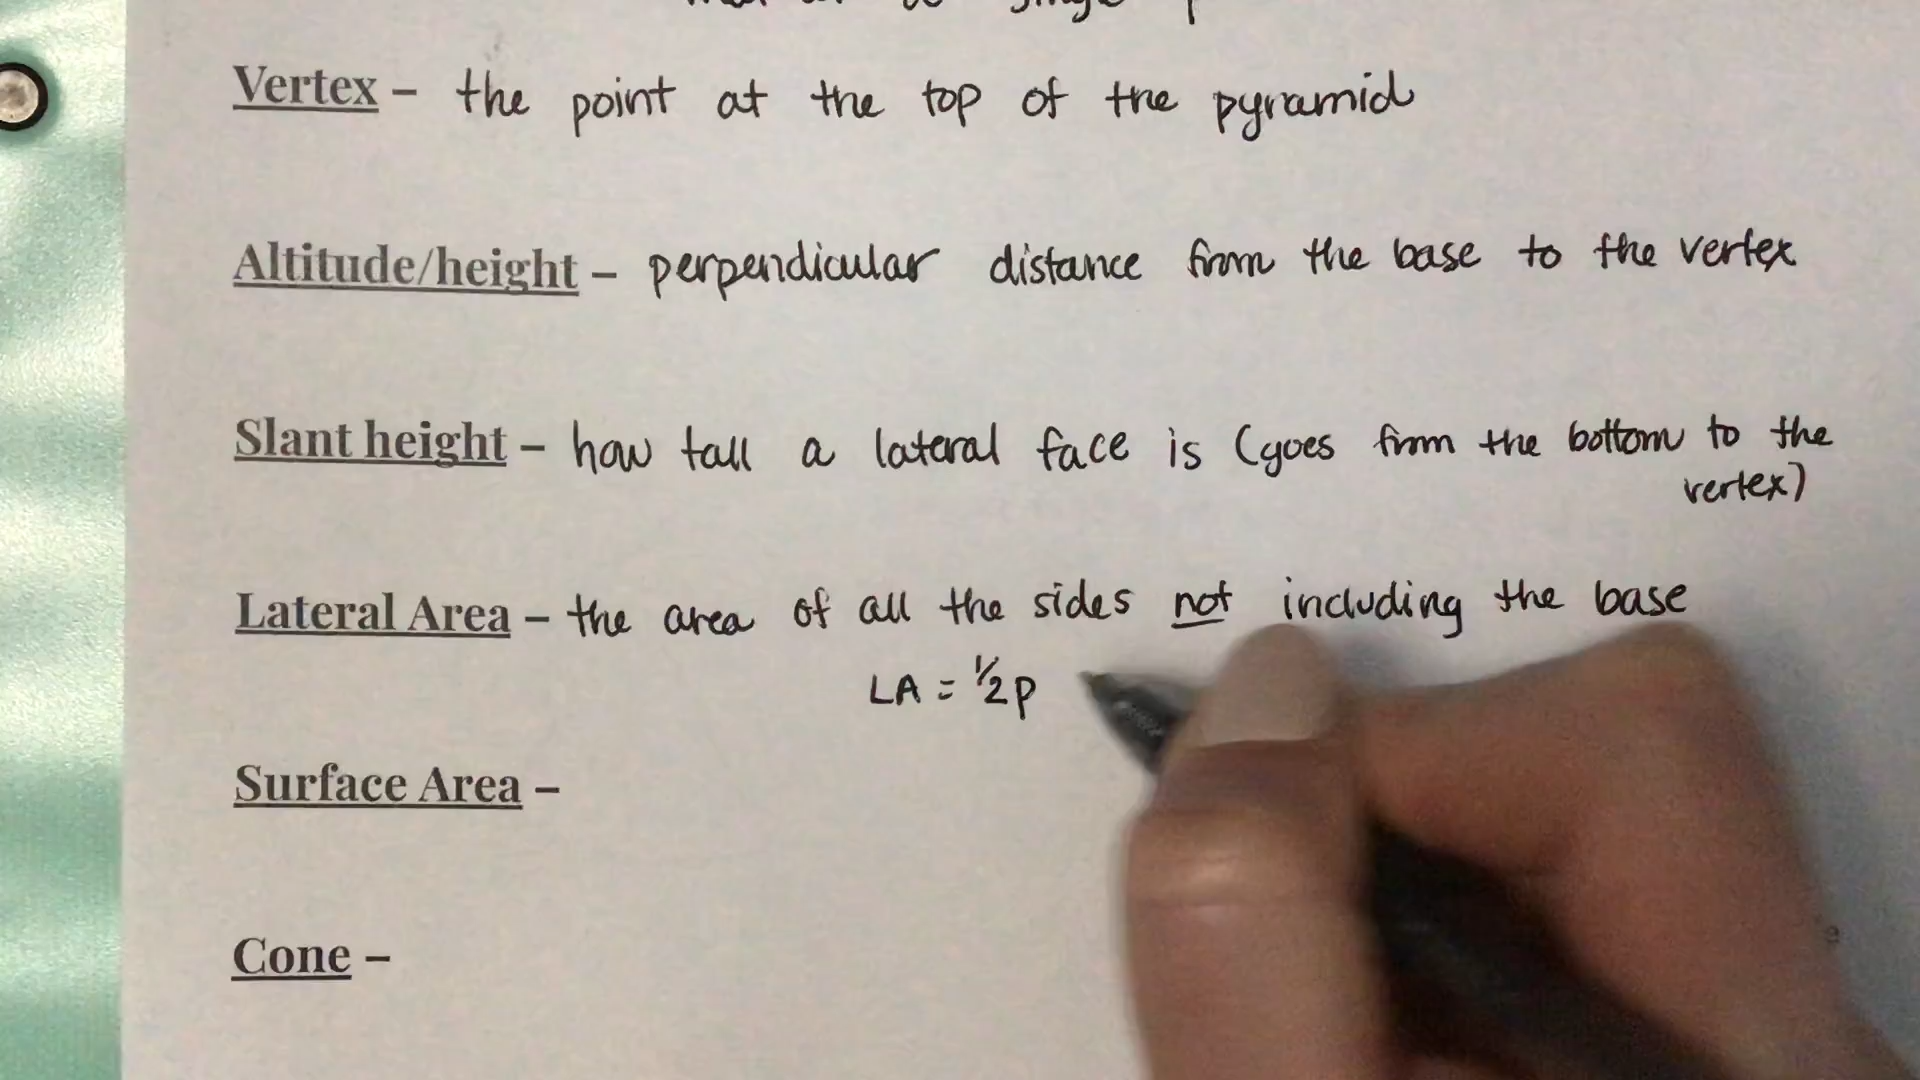 single
Vertex – the point at the top of the pyramid
Altitude/height – perpendicular distance from the base to the vertex
Slant height – how tall a lateral face is (goes from the bottom to the
vertex)
Lateral Area – the area of all the sides not including the base
LA = 1/2 p
Surface Area –
Cone –